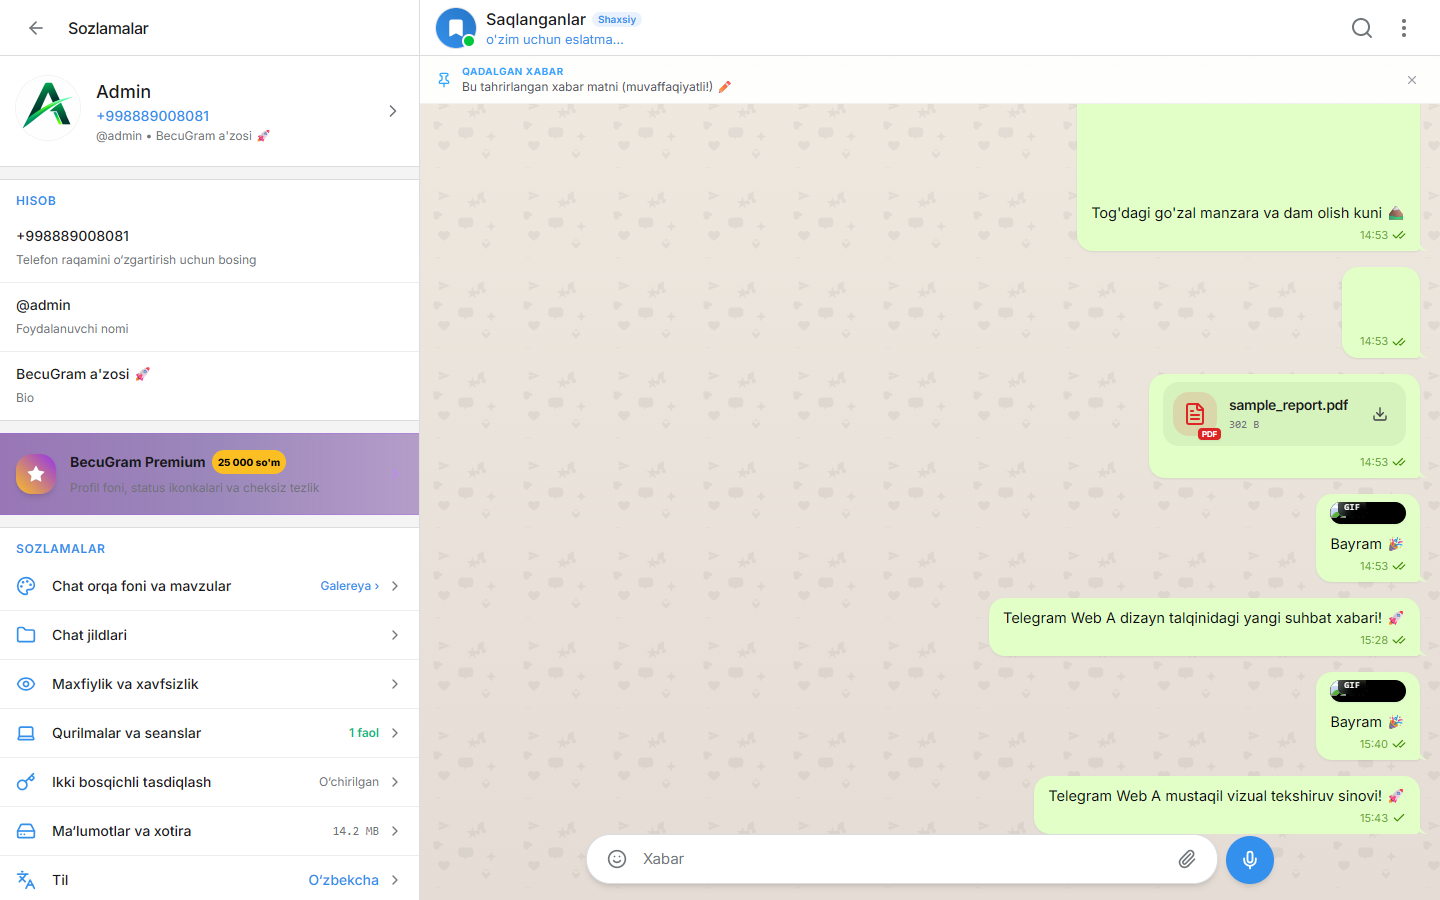 Sozlamalar
Admin
+998889008081
@admin • BecuGram a'zosi 🚀
HISOB
+998889008081
Telefon raqamini o‘zgartirish uchun bosing
@admin
Foydalanuvchi nomi
BecuGram a'zosi 🚀
Bio
BecuGram Premium 25 000 so'm
Profil foni, status ikonkalari va cheksiz tezlik
SOZLAMALAR
Chat orqa foni va mavzular Galereya ›
Chat jildlari
Maxfiylik va xavfsizlik
Qurilmalar va seanslar 1 faol
Ikki bosqichli tasdiqlash O‘chirilgan
Ma‘lumotlar va xotira 14.2 MB
Til O‘zbekcha
Saqlanganlar Shaxsiy
o'zim uchun eslatma...
QADALGAN XABAR
Bu tahrirlangan xabar matni (muvaffaqiyatli!) ✏️
Tog'dagi go'zal manzara va dam olish kuni ⛰️
14:53
14:53
sample_report.pdf
302 B
PDF
14:53
GIF
Bayram 🎉
14:53
Telegram Web A dizayn talqinidagi yangi suhbat xabari! 🚀
15:28
GIF
Bayram 🎉
15:40
Telegram Web A mustaqil vizual tekshiruv sinovi! 🚀
15:43
Xabar